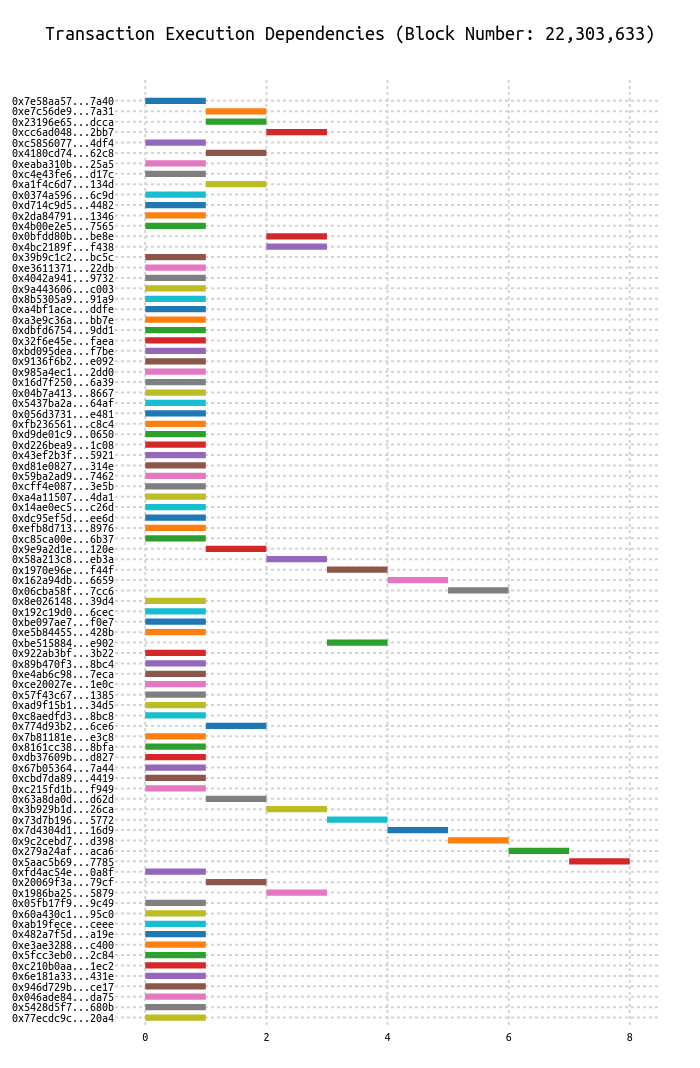 Transaction Execution Dependencies (Block Number: 22,303,633)
0x7e58aa57...7a40
0xe7c56de9...7a31
0x23196e65...dcca
0xcc6ad048...2bb7
0xc5856077...4df4
0x4180cd74...62c8
0xeaba310b...25a5
0xc4e43fe6...d17c
0xa1f4c6d7...134d
0x0374a596...6c9d
0xd714c9d5...4482
0x2da84791...1346
0x4b00e2e5...7565
0x0bfdd80b...be8e
0x4bc2189f...f438
0x39b9c1c2...bc5c
0xe3611371...22db
0x4042a941...9732
0x9a443606...c003
0x8b5305a9...91a9
0xa4bf1ace...ddfe
0xa3e9c36a...bb7e
0xdbfd6754...9dd1
0x32f6e45e...faea
0xbd095dea...f7be
0x9136f6b2...e092
0x985a4ec1...2dd0
0x16d7f250...6a39
0x04b7a413...8667
0x5437ba2a...64af
0x056d3731...e481
0xfb236561...c8c4
0xd9de01c9...0650
0xd226bea9...1c08
0x43ef2b3f...5921
0xd81e0827...314e
0x59ba2ad9...7462
0xcff4e087...3e5b
0xa4a11507...4da1
0x14ae0ec5...c26d
0xdc95ef5d...ee6d
0xefb8d713...8976
0xc85ca00e...6b37
0x9e9a2d1e...120e
0x58a213c8...eb3a
0x1970e96e...f44f
0x162a94db...6659
0x06cba58f...7cc6
0x8e026148...39d4
0x192c19d0...6cec
0xbe097ae7...f0e7
0xe5b84455...428b
0xbe515884...e902
0x922ab3bf...3b22
0x89b470f3...8bc4
0xe4ab6c98...7eca
0xce20027e...1e0c
0x57f43c67...1385
0xad9f15b1...34d5
0xc8aedfd3...8bc8
0x774d93b2...6ce6
0x7b81181e...e3c8
0x8161cc38...8bfa
0xdb37609b...d827
0x67b05364...7a44
0xcbd7da89...4419
0xc215fd1b...f949
0x63a8da0d...d62d
0x3b929b1d...26ca
0x73d7b196...5772
0x7d4304d1...16d9
0x9c2cebd7...d398
0x279a24af...aca6
0x5aac5b69...7785
0xfd4ac54e...0a8f
0x20069f3a...79cf
0x1986ba25...5879
0x05fb17f9...9c49
0x60a430c1...95c0
0xab19fece...ceee
0x482a7f5d...a19e
0xe3ae3288...c400
0x5fcc3eb0...2c84
0xc210b0aa...1ec2
0x6e181a33...431e
0x946d729b...ce17
0x046ade84...da75
0x5428d5f7...680b
0x77ecdc9c...20a4
0 2 4 6 8